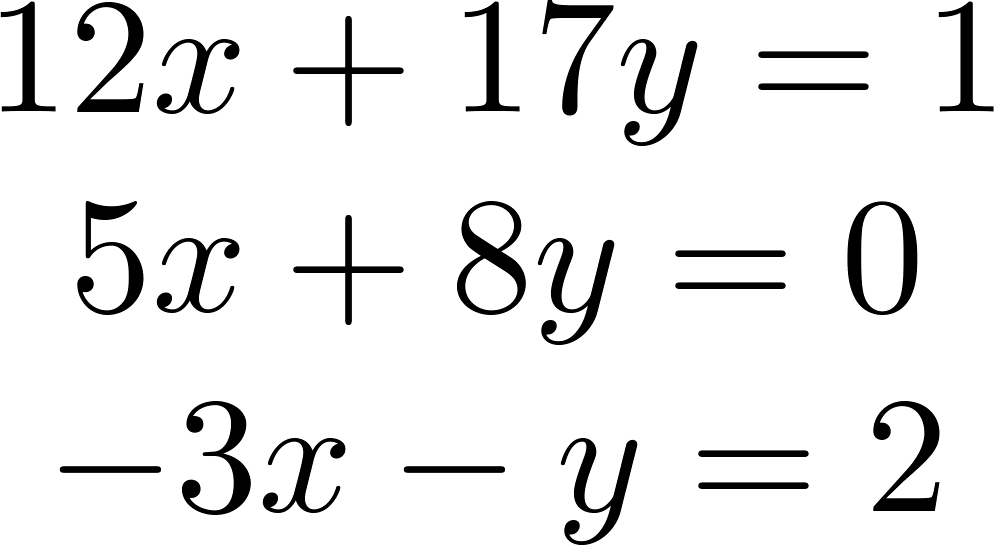 12x + 17y = 1
5x + 8y = 0
−3x − y = 2